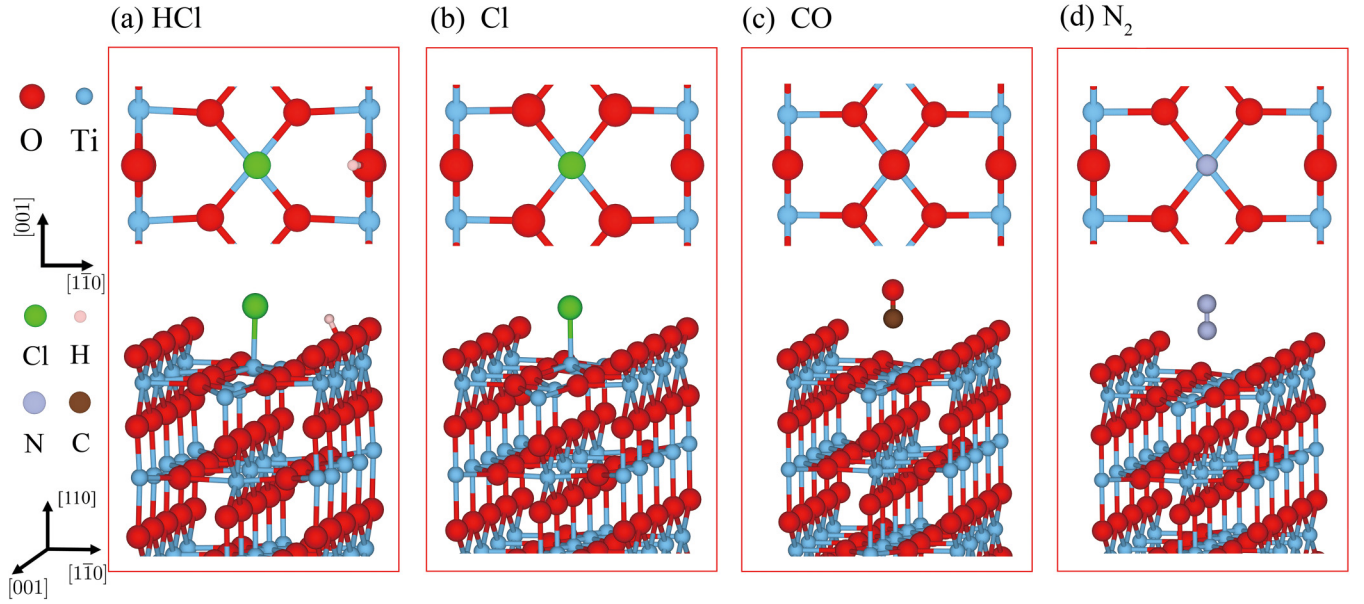 (a) HCl
(b) Cl
(c) CO
(d) N₂
O Ti
[001]
[11̄0]
Cl H
N C
[110]
[001]
[11̄0]